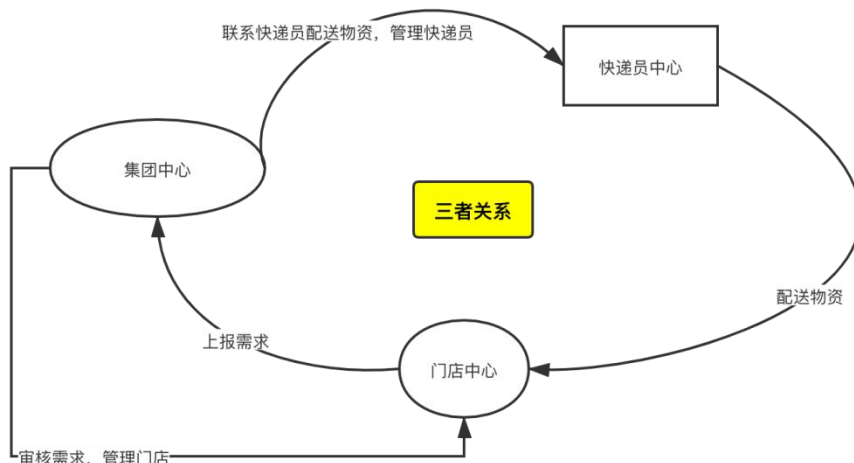 联系快递员配送物资，管理快递员
快递员中心
集团中心
三者关系
配送物资
上报需求
门店中心
审核需求、管理门店